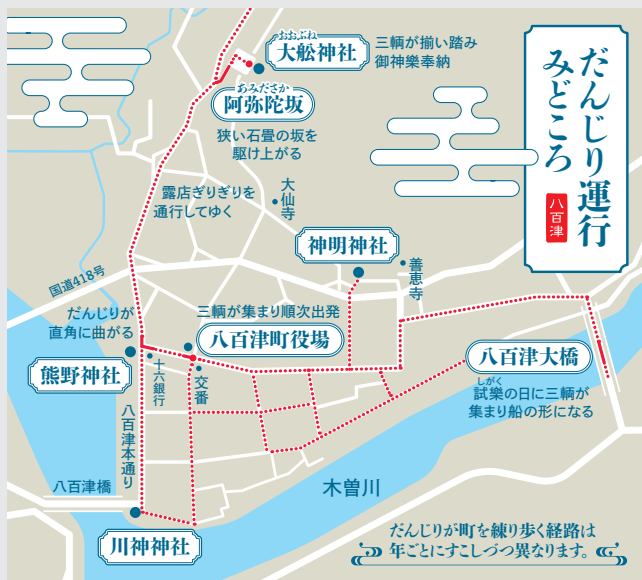 だんじり運行
みどころ
八百津
おおぶね
大舩神社
三輌が揃い踏み
御神樂奉納
あみださか
阿弥陀坂
狭い石畳の坂を
駆け上がる
露店ぎりぎりを
通行してゆく
大仙寺
神明神社
善恵寺
国道418号
だんじりが
直角に曲がる
三輌が集まり順次出発
八百津町役場
熊野神社
十六銀行
交番
八百津大橋
しがく
試樂の日に三輌が
集まり船の形になる
八百津本通り
八百津橋
木曽川
川神神社
だんじりが町を練り歩く経路は
年ごとにすこしづつ異なります。